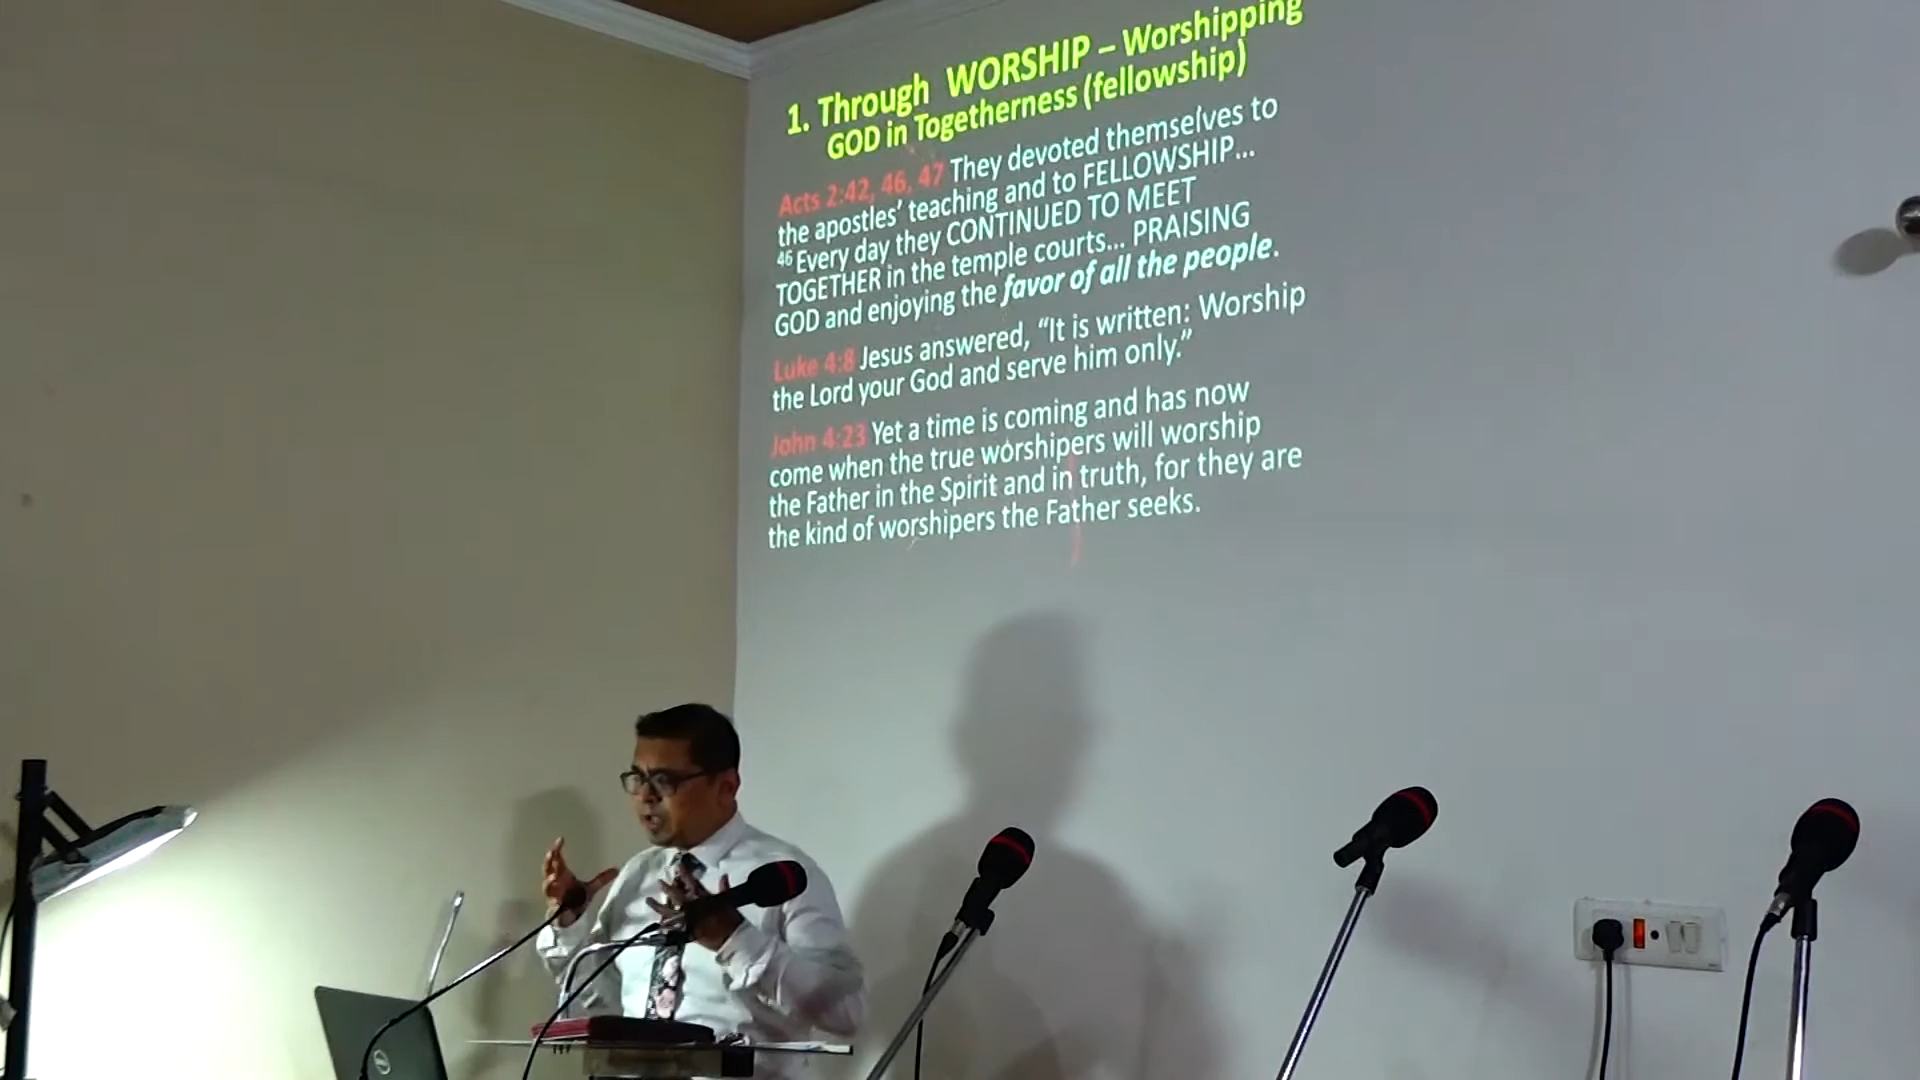 1. Through WORSHIP – Worshipping
GOD in Togetherness (fellowship)
Acts 2:42, 46, 47 They devoted themselves to
the apostles’ teaching and to FELLOWSHIP...
46 Every day they CONTINUED TO MEET
TOGETHER in the temple courts... PRAISING
GOD and enjoying the favor of all the people.
Luke 4:8 Jesus answered, “It is written: Worship
the Lord your God and serve him only.”
John 4:23 Yet a time is coming and has now
come when the true worshipers will worship
the Father in the Spirit and in truth, for they are
the kind of worshipers the Father seeks.
DELL